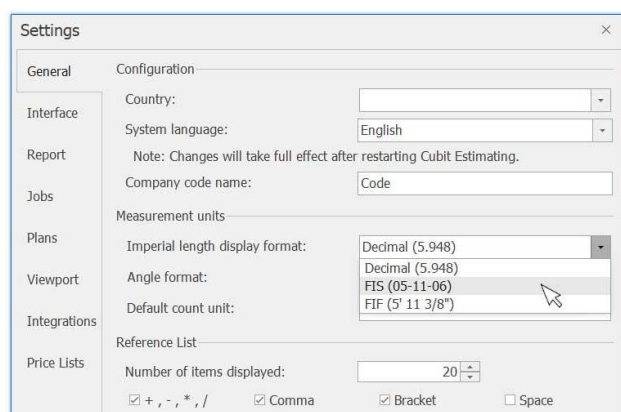 Settings
General
Interface
Report
Jobs
Plans
Viewport
Integrations
Price Lists
Configuration
Country:
System language: English
Note: Changes will take full effect after restarting Cubit Estimating.
Company code name: Code
Measurement units
Imperial length display format: Decimal (5.948)
Decimal (5.948)
Angle format:
FIS (05-11-06)
FIF (5' 11 3/8")
Default count unit:
Reference List
Number of items displayed: 20
+ , - , * , / Comma Bracket Space